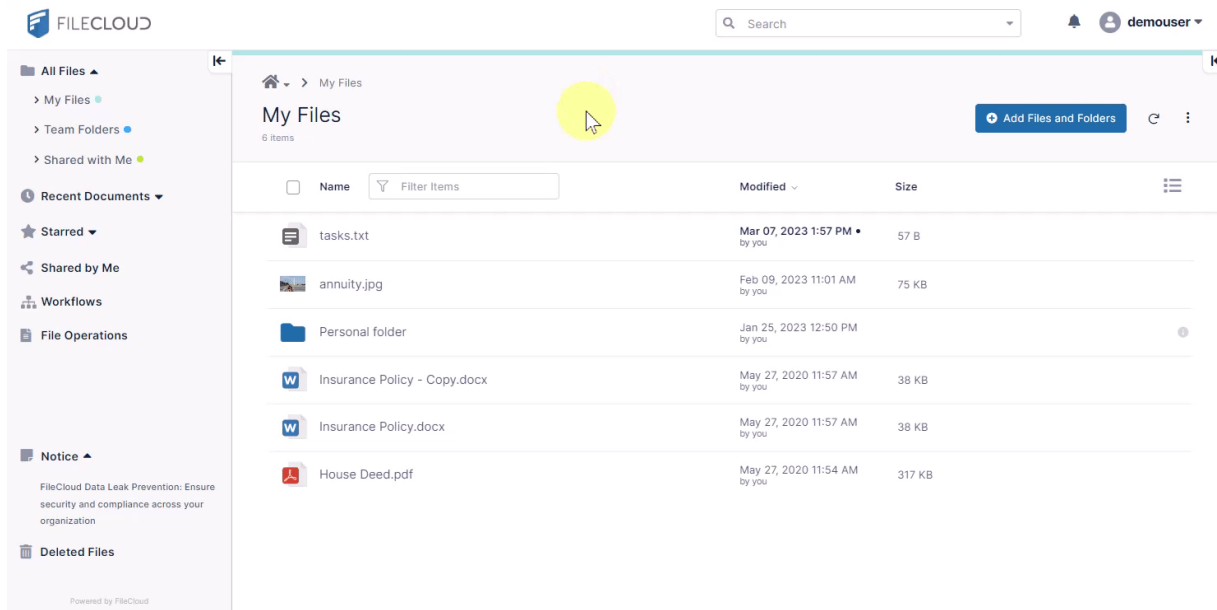 FILECLOUD
Search
demouser
All Files
My Files
Team Folders
Shared with Me
Recent Documents
Starred
Shared by Me
Workflows
File Operations
Notice
FileCloud Data Leak Prevention: Ensure
security and compliance across your
organization
Deleted Files
Powered by FileCloud
My Files
My Files
6 items
Add Files and Folders
Name Filter Items Modified Size
tasks.txt Mar 07, 2023 1:57 PM 57 B
by you
annuity.jpg Feb 09, 2023 11:01 AM 75 KB
by you
Personal folder Jan 25, 2023 12:50 PM
by you
W Insurance Policy - Copy.docx May 27, 2020 11:57 AM 38 KB
by you
W Insurance Policy.docx May 27, 2020 11:57 AM 38 KB
by you
House Deed.pdf May 27, 2020 11:54 AM 317 KB
by you